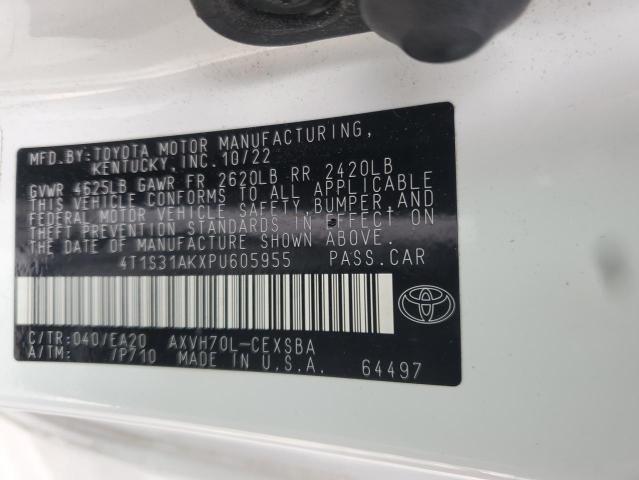 MFD.BY:TOYOTA MOTOR MANUFACTURING,
KENTUCKY,INC.10/22
GVWR 4625LB GAWR FR 2620LB RR 2420LB
THIS VEHICLE CONFORMS TO ALL APPLICABLE
FEDERAL MOTOR VEHICLE SAFETY,BUMPER,AND
THEFT PREVENTION STANDARDS IN EFFECT ON
THE DATE OF MANUFACTURE SHOWN ABOVE.
4T1S31AKXPU605955 PASS.CAR
C/TR:040/EA20 AXVH70L-CEXSBA
A/TM: /P710 MADE IN U.S.A. 64497